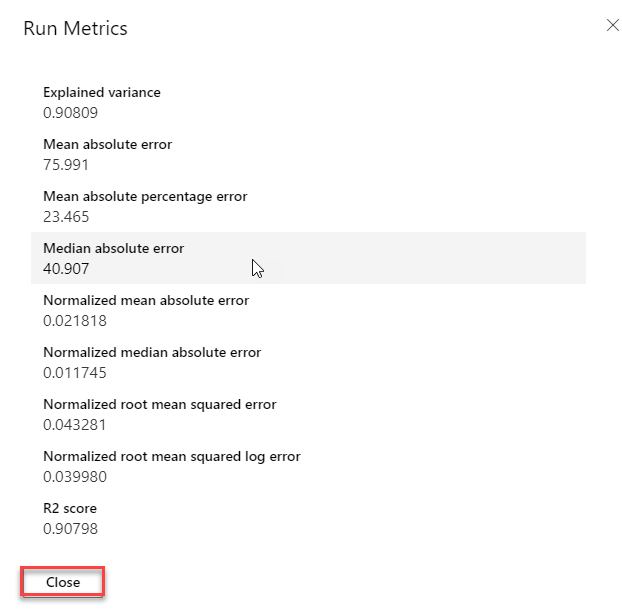 Run Metrics
Explained variance
0.90809
Mean absolute error
75.991
Mean absolute percentage error
23.465
Median absolute error
40.907
Normalized mean absolute error
0.021818
Normalized median absolute error
0.011745
Normalized root mean squared error
0.043281
Normalized root mean squared log error
0.039980
R2 score
0.90798
Close